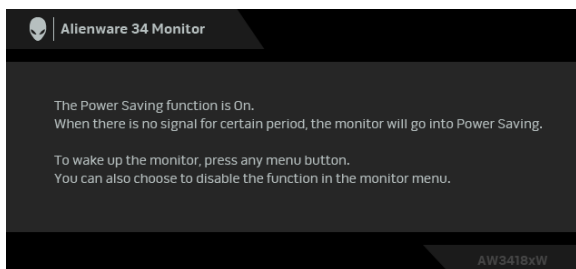 Alienware 34 Monitor
The Power Saving function is On.
When there is no signal for certain period, the monitor will go into Power Saving.
To wake up the monitor, press any menu button.
You can also choose to disable the function in the monitor menu.
AW3418xW